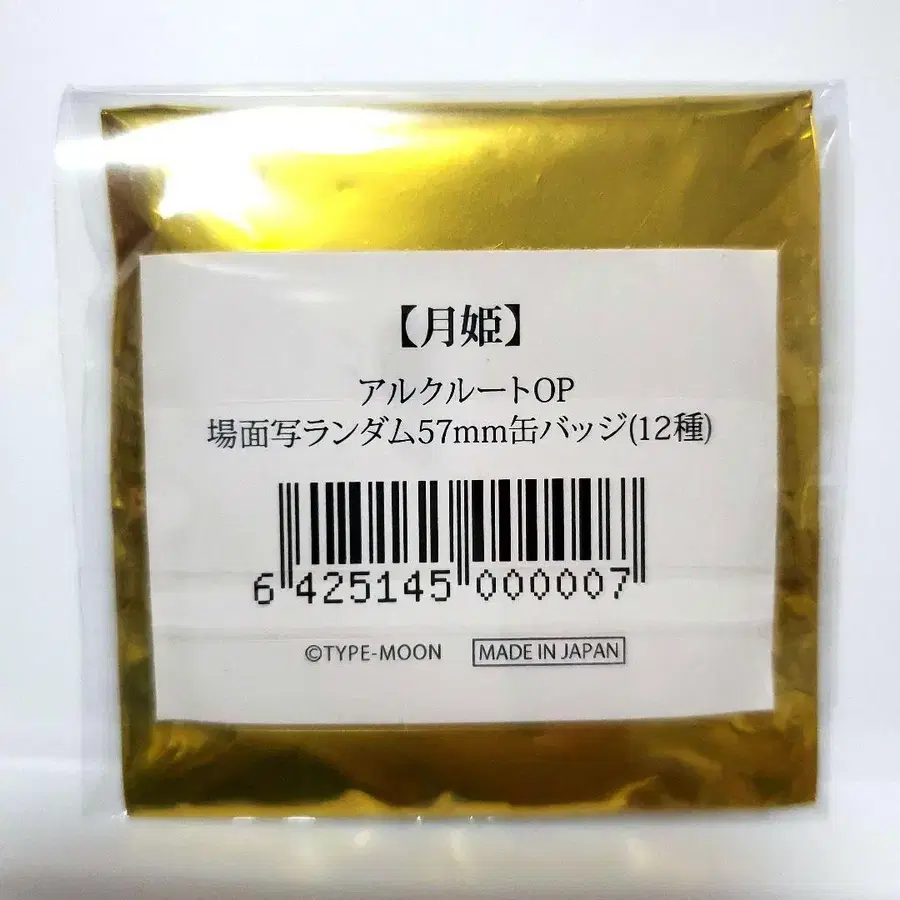 【月姫】
アルクルートOP
場面写ランダム57mm缶バッジ(12種)
6 425145 000007
©TYPE-MOON MADE IN JAPAN